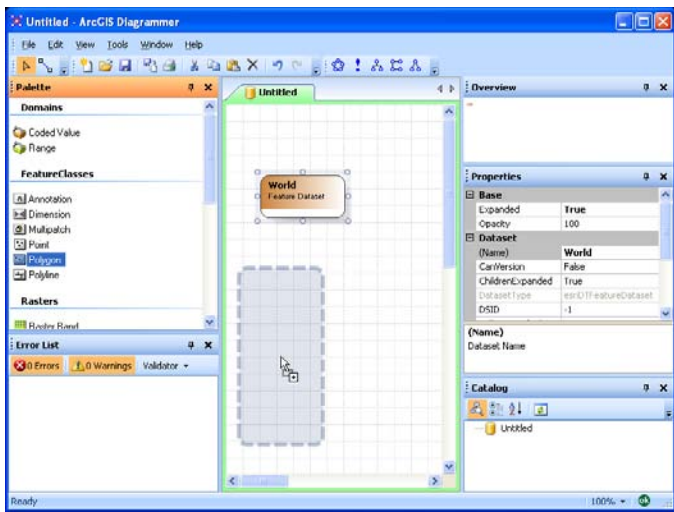 Untitled - ArcGIS Diagrammer
File Edit View Tools Window Help
Palette
Domains
Coded Value
Range
FeatureClasses
Annotation
Dimension
Multipatch
Point
Polygon
Polyline
Rasters
Raster Band
Error List
0 Errors 0 Warnings Validator
Untitled
World
Feature Dataset
Overview
Properties
Base
Expanded True
Opacity 100
Dataset
(Name) World
CanVersion False
ChildrenExpanded True
DatasetType esriDTFeatureDataset
DSID -1
(Name)
Dataset Name
Catalog
Untitled
Ready
100%
ok